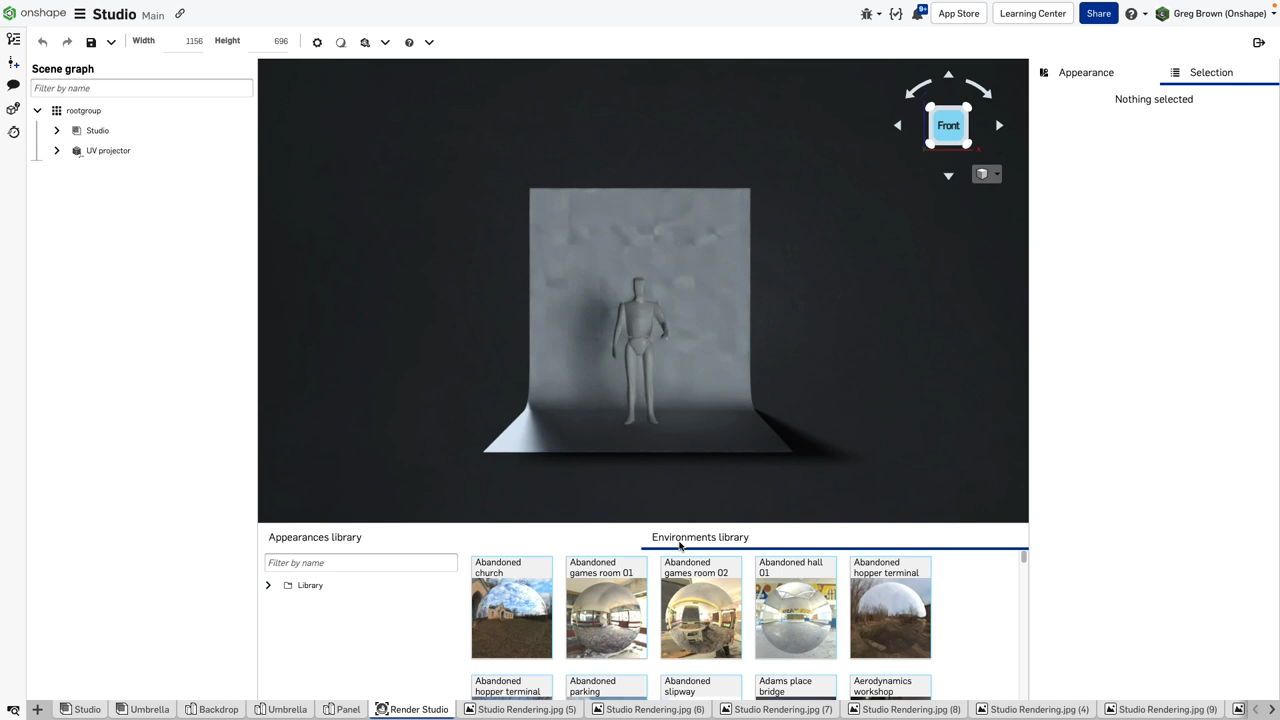 onshape Studio Main 9+ App Store Learning Center Share Greg Brown (Onshape)
Width 1156 Height 696
Scene graph
Filter by name
rootgroup
Studio
UV projector
Front
Appearance Selection
Nothing selected
Appearances library Environments library
Filter by name
Library
Abandoned church
Abandoned games room 01
Abandoned games room 02
Abandoned hall 01
Abandoned hopper terminal
Abandoned hopper terminal
Abandoned parking
Abandoned slipway
Adams place bridge
Aerodynamics workshop
Studio Umbrella Backdrop Umbrella Panel Render Studio Studio Rendering.jpg (5) Studio Rendering.jpg (6) Studio Rendering.jpg (7) Studio Rendering.jpg (8) Studio Rendering.jpg (4) Studio Rendering.jpg (9)